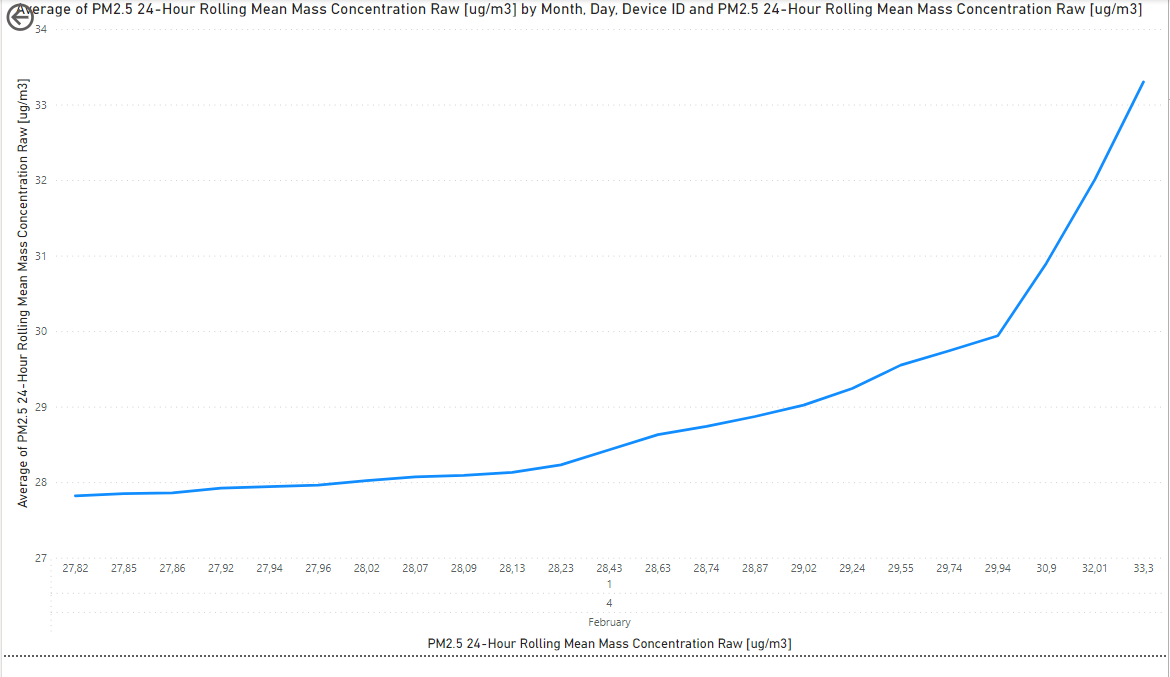 Average of PM2.5 24-Hour Rolling Mean Mass Concentration Raw [ug/m3] by Month, Day, Device ID and PM2.5 24-Hour Rolling Mean Mass Concentration Raw [ug/m3]
Average of PM2.5 24-Hour Rolling Mean Mass Concentration Raw [ug/m3]
34
33
32
31
30
29
28
27
27,82 27,85 27,86 27,92 27,94 27,96 28,02 28,07 28,09 28,13 28,23 28,43 28,63 28,74 28,87 29,02 29,24 29,55 29,74 29,94 30,9 32,01 33,3
1
4
February
PM2.5 24-Hour Rolling Mean Mass Concentration Raw [ug/m3]